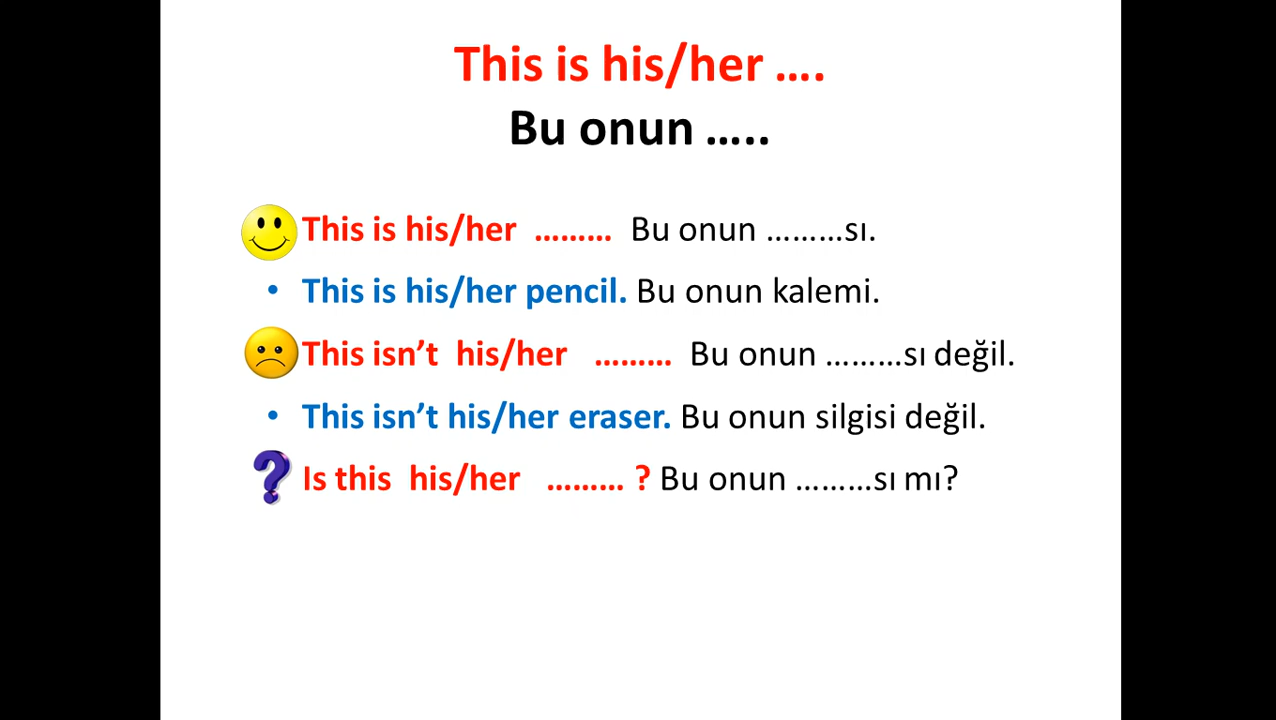 This is his/her ….
Bu onun …..
This is his/her ……… Bu onun ………sı.
• This is his/her pencil. Bu onun kalemi.
This isn’t his/her ……… Bu onun ………sı değil.
• This isn’t his/her eraser. Bu onun silgisi değil.
Is this his/her ……… ? Bu onun ………sı mı?